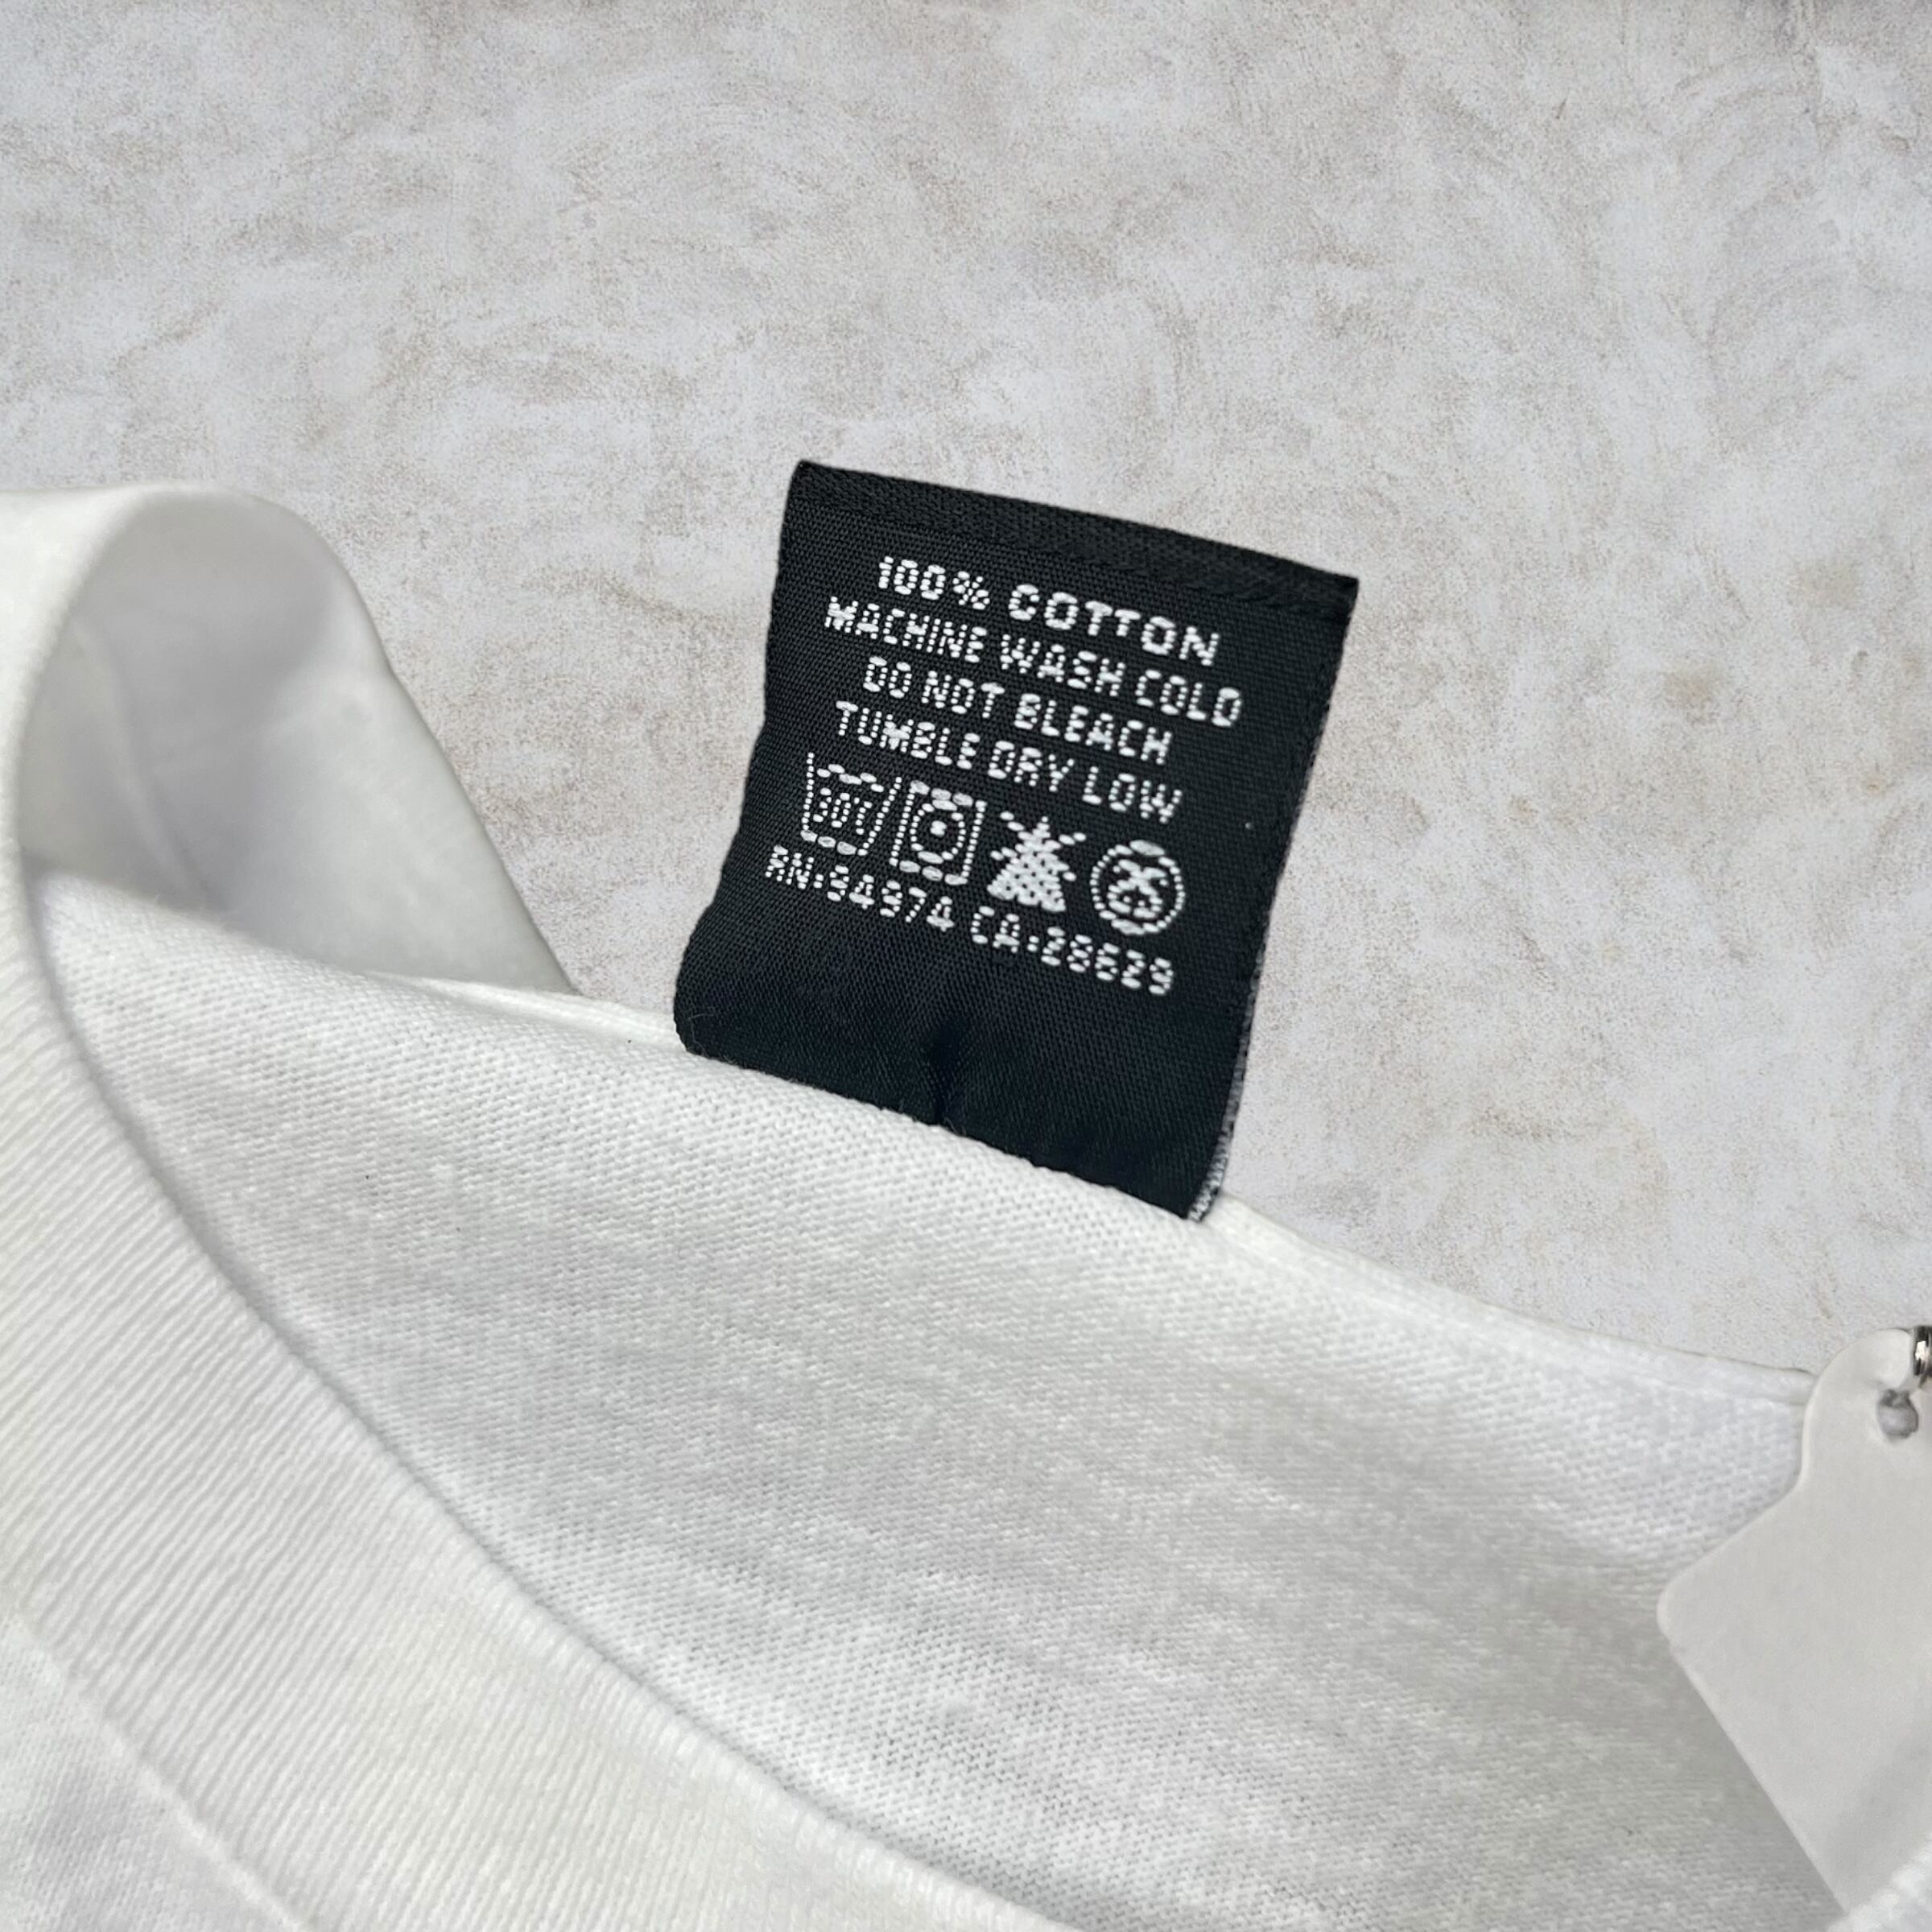 100% COTTON
MACHINE WASH COLD
DO NOT BLEACH
TUMBLE DRY LOW
30℃
RN:94974 CA:28629